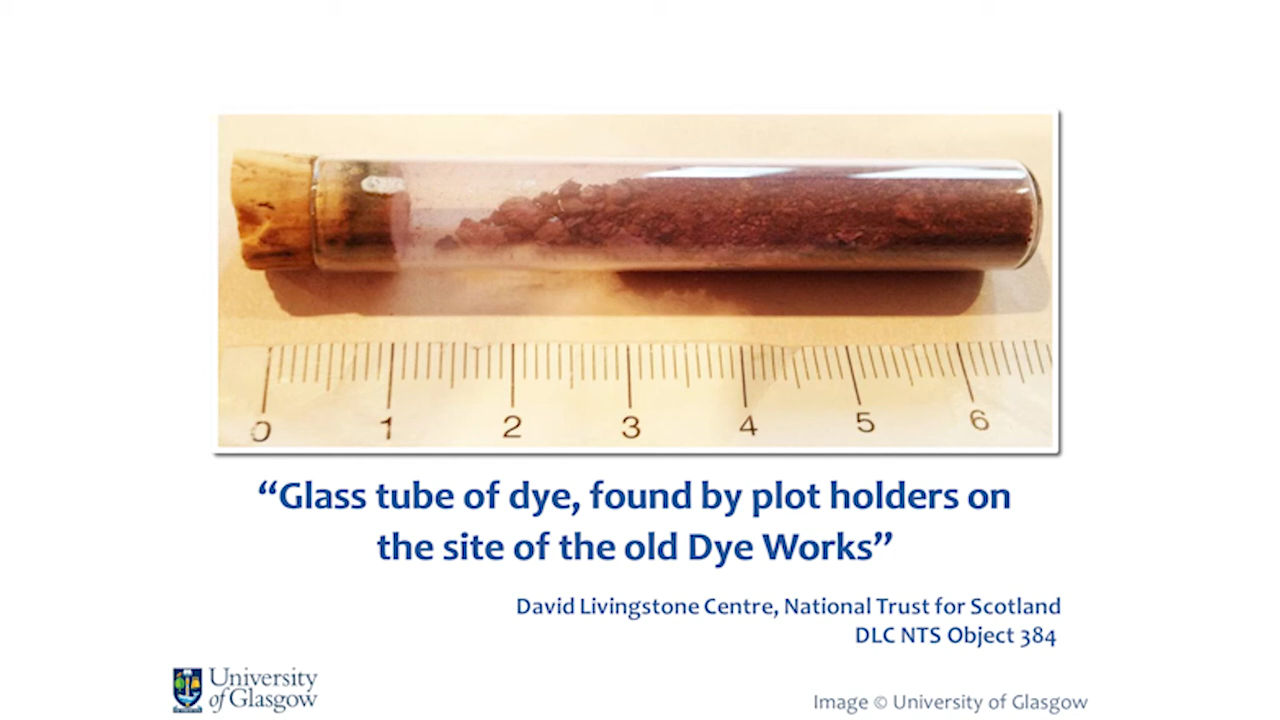 0 1 2 3 4 5 6
“Glass tube of dye, found by plot holders on
the site of the old Dye Works”
David Livingstone Centre, National Trust for Scotland
DLC NTS Object 384
University
of Glasgow
Image © University of Glasgow